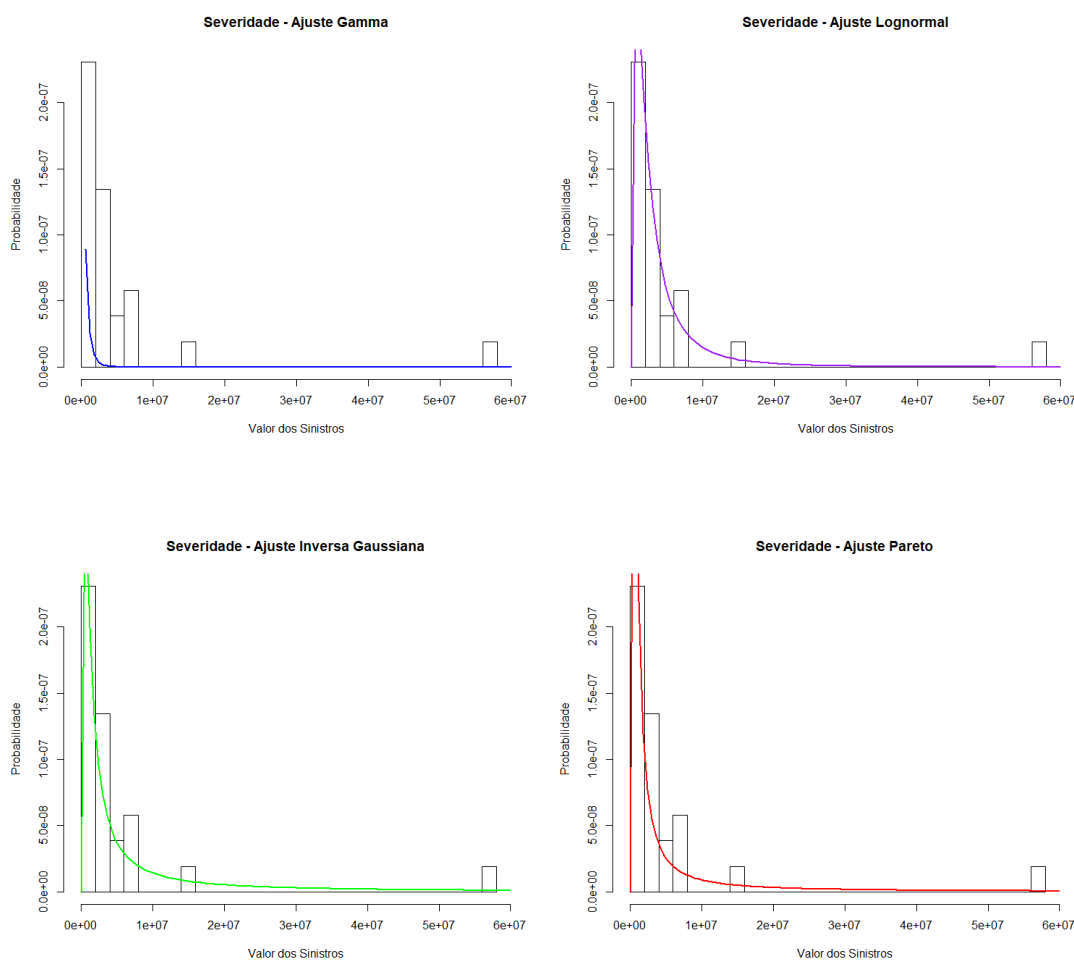 Severidade - Ajuste Gamma
Probabilidade
0.0e+00 5.0e-08 1.0e-07 1.5e-07 2.0e-07
0e+00 1e+07 2e+07 3e+07 4e+07 5e+07 6e+07
Valor dos Sinistros
Severidade - Ajuste Lognormal
Probabilidade
0.0e+00 5.0e-08 1.0e-07 1.5e-07 2.0e-07
0e+00 1e+07 2e+07 3e+07 4e+07 5e+07 6e+07
Valor dos Sinistros
Severidade - Ajuste Inversa Gaussiana
Probabilidade
0.0e+00 5.0e-08 1.0e-07 1.5e-07 2.0e-07
0e+00 1e+07 2e+07 3e+07 4e+07 5e+07 6e+07
Valor dos Sinistros
Severidade - Ajuste Pareto
Probabilidade
0.0e+00 5.0e-08 1.0e-07 1.5e-07 2.0e-07
0e+00 1e+07 2e+07 3e+07 4e+07 5e+07 6e+07
Valor dos Sinistros